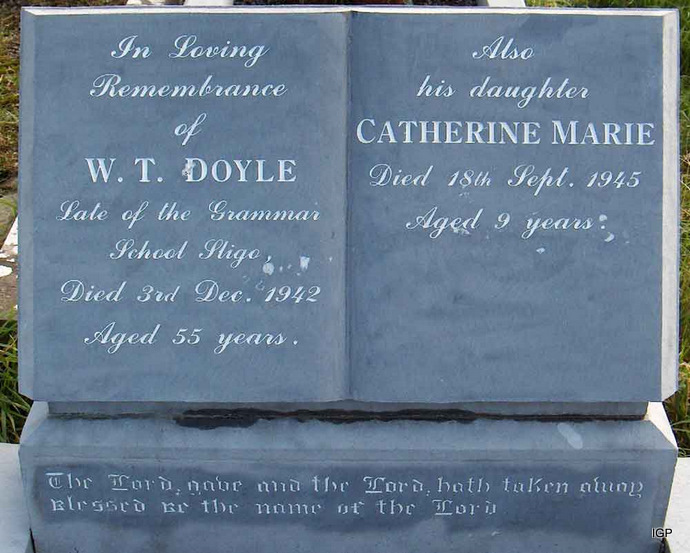 In Loving
Remembrance
of
W. T. DOYLE
Late of the Grammar
School Sligo,
Died 3rd Dec. 1942
Aged 55 years.
Also
his daughter
CATHERINE MARIE
Died 18th Sept. 1945
Aged 9 years.
The Lord, gave and the Lord, hath taken away
Blessed Be the name of the Lord
IGP